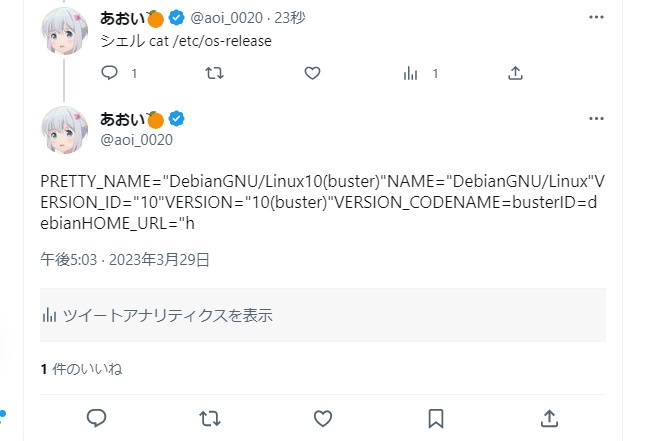 あおい🍊 @aoi_0020 · 23秒
シェル cat /etc/os-release
1 1
あおい🍊
@aoi_0020
PRETTY_NAME="DebianGNU/Linux10(buster)"NAME="DebianGNU/Linux"V
ERSION_ID="10"VERSION="10(buster)"VERSION_CODENAME=busterID=d
ebianHOME_URL="h
午後5:03 · 2023年3月29日
ツイートアナリティクスを表示
1 件のいいね